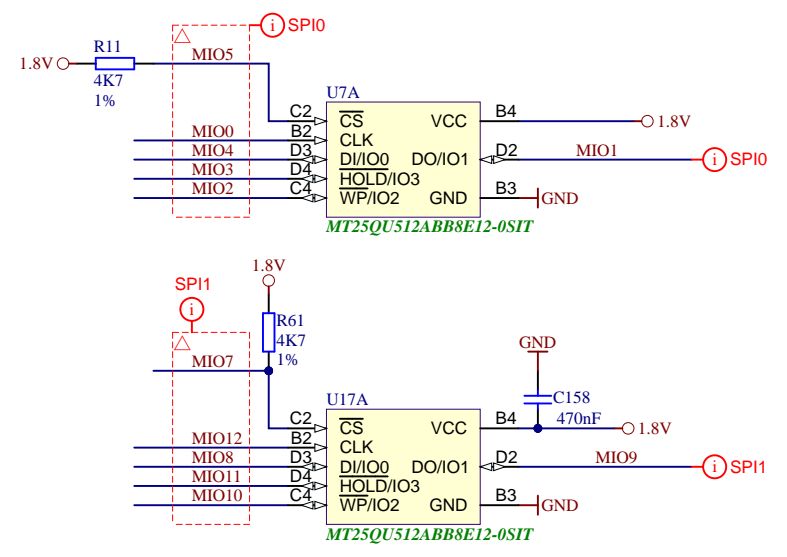 SPI0
R11
MIO5
1.8V
4K7
1%
U7A
C2
CS
VCC
B4
1.8V
MIO0
B2
CLK
MIO4
D3
DI/IO0
DO/IO1
D2
MIO1
SPI0
MIO3
D4
HOLD/IO3
MIO2
C4
WP/IO2
GND
B3
GND
MT25QU512ABB8E12-0SIT
1.8V
SPI1
R61
4K7
1%
GND
MIO7
U17A
C158
470nF
C2
CS
VCC
B4
1.8V
MIO12
B2
CLK
MIO8
D3
DI/IO0
DO/IO1
D2
MIO9
SPI1
MIO11
D4
HOLD/IO3
MIO10
C4
WP/IO2
GND
B3
GND
MT25QU512ABB8E12-0SIT